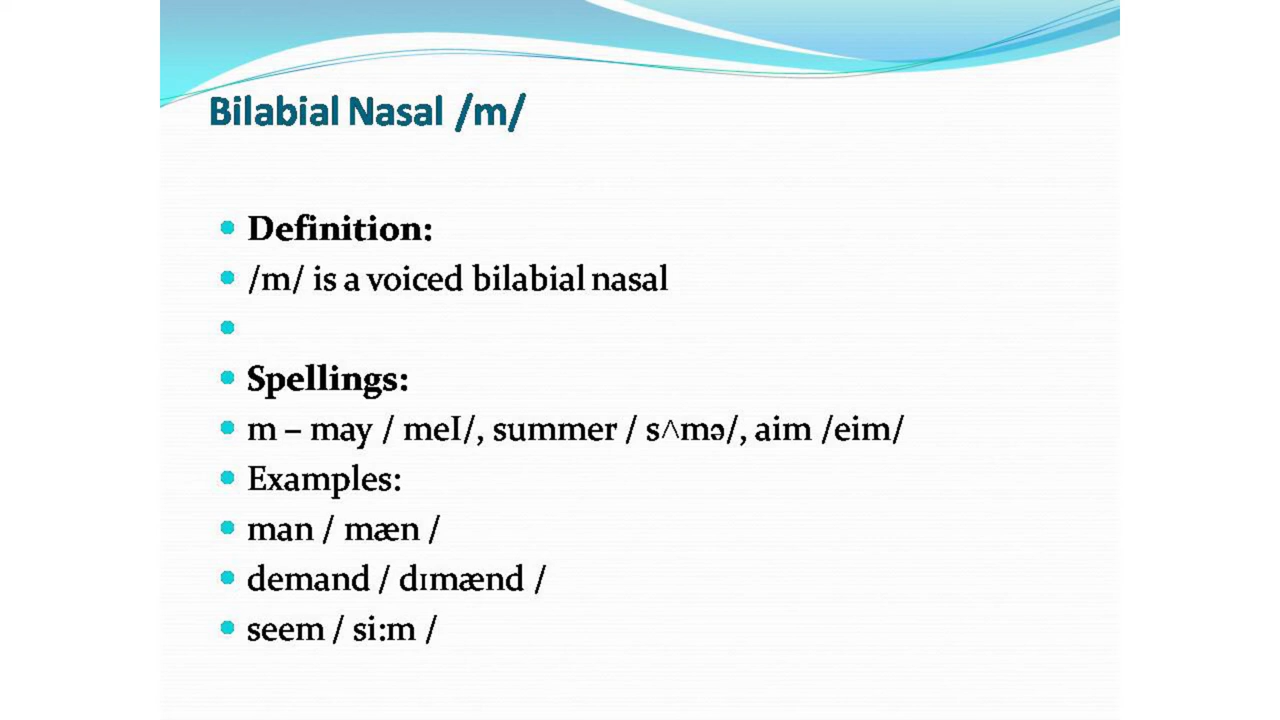 Bilabial Nasal /m/
Definition:
/m/ is a voiced bilabial nasal
Spellings:
m – may / meI/, summer / s^mə/, aim /eim/
Examples:
man / mæn /
demand / dɪmænd /
seem / si:m /